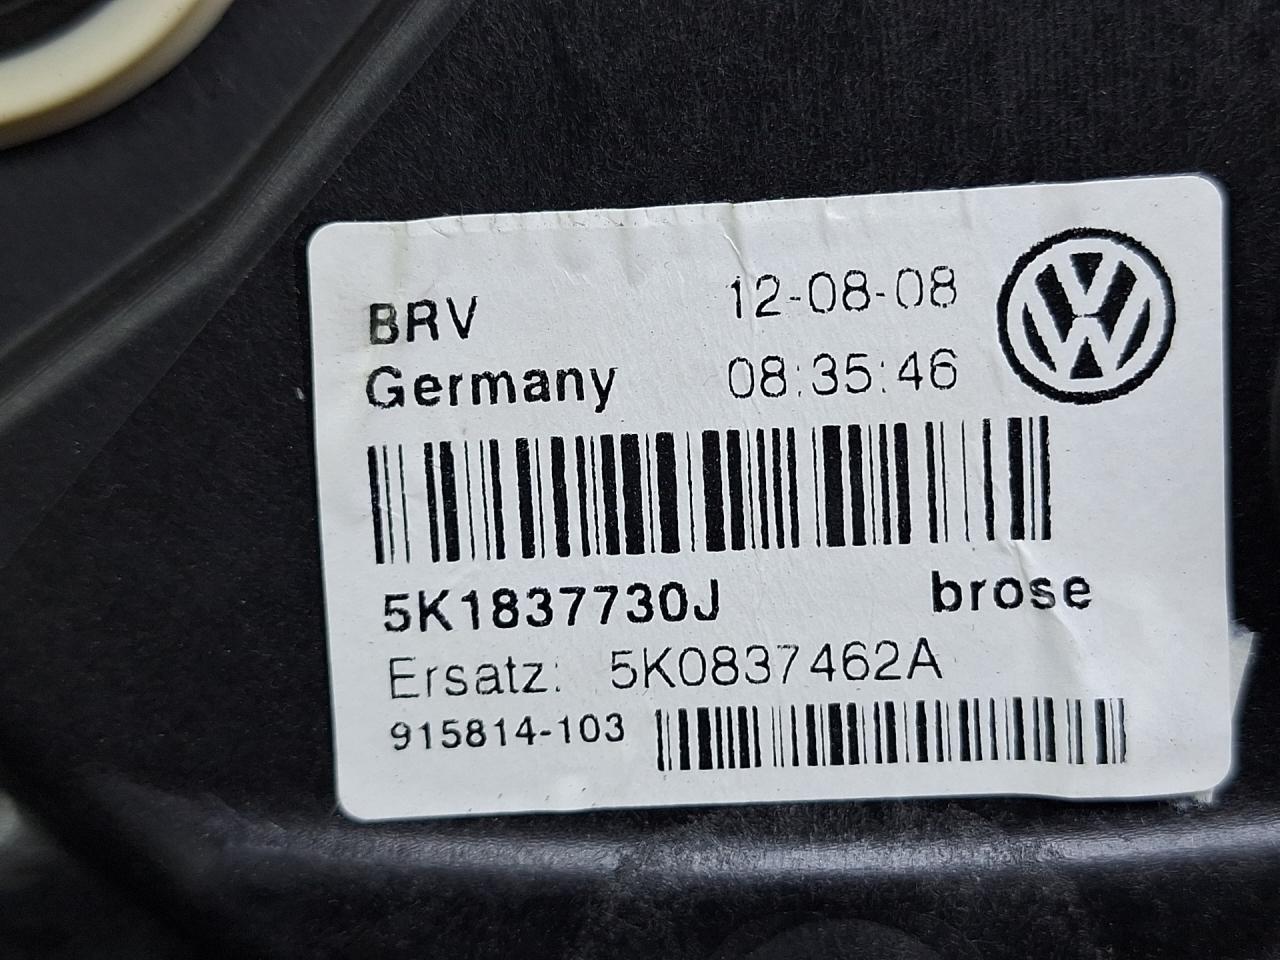 BRV 12-08-08
Germany 08:35:46
5K1837730J brose
Ersatz: 5K0837462A
915814-103